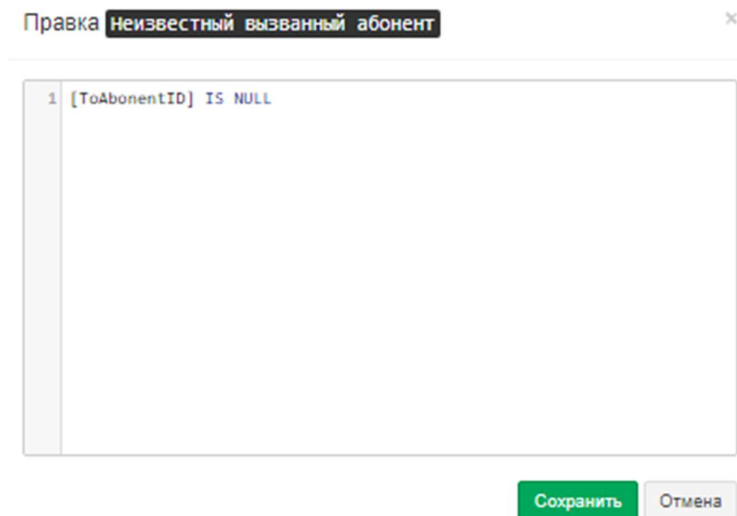 Правка Неизвестный вызванный абонент ×
1 [ToAbonentID] IS NULL
Сохранить Отмена